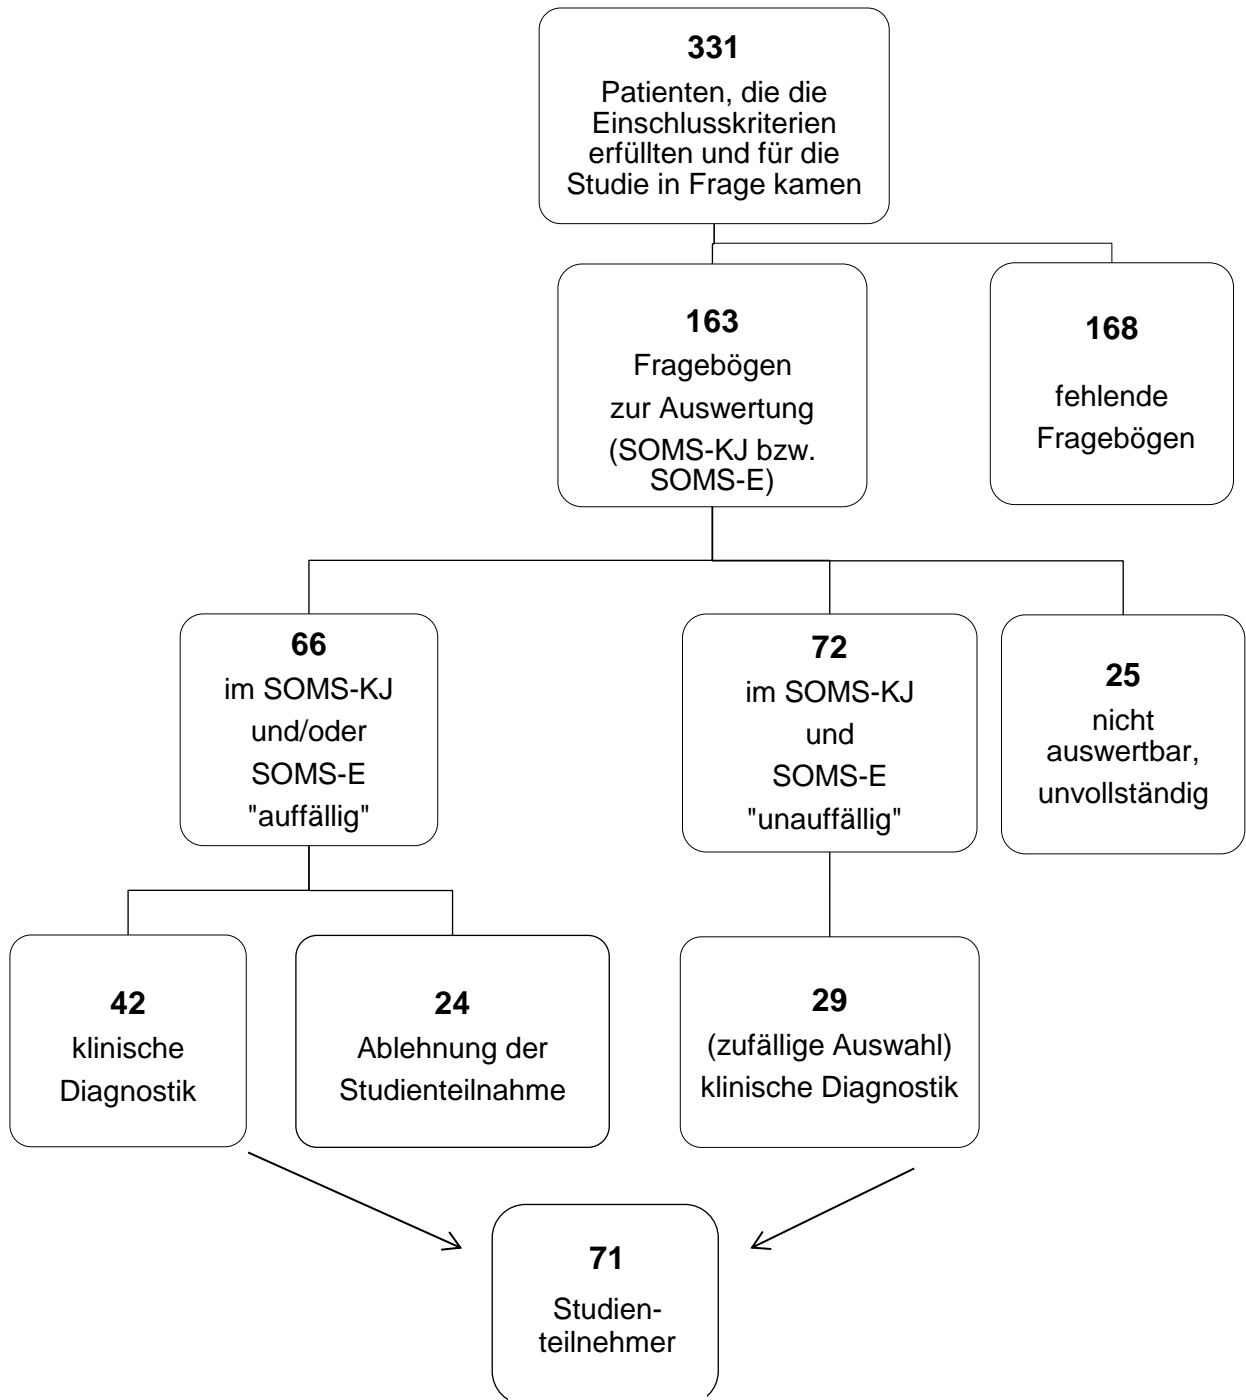 331
Patienten, die die
Einschlusskriterien
erfüllten und für die
Studie in Frage kamen
163
Fragebögen
zur Auswertung
(SOMS-KJ bzw.
SOMS-E)
168
fehlende
Fragebögen
66
im SOMS-KJ
und/oder
SOMS-E
"auffällig"
72
im SOMS-KJ
und
SOMS-E
"unauffällig"
25
nicht
auswertbar,
unvollständig
42
klinische
Diagnostik
24
Ablehnung der
Studienteilnahme
29
(zufällige Auswahl)
klinische Diagnostik
71
Studien-
teilnehmer